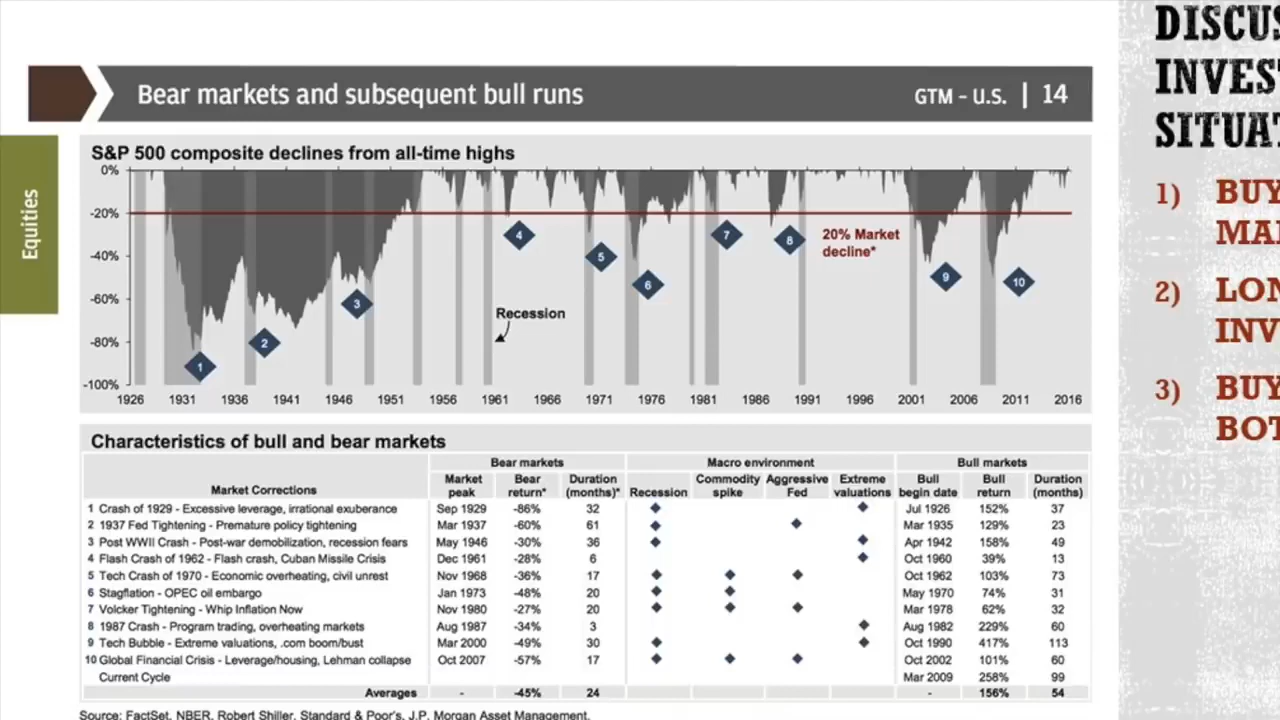 Bear markets and subsequent bull runs
GTM – U.S. | 14
Equities
S&P 500 composite declines from all-time highs
0%
-20%
-40%
-60%
-80%
-100%
1 2 3 4 5 6 7 8 9 10
20% Market
decline*
Recession
1926 1931 1936 1941 1946 1951 1956 1961 1966 1971 1976 1981 1986 1991 1996 2001 2006 2011 2016
Characteristics of bull and bear markets
Bear markets Macro environment Bull markets
Market Corrections Market peak Bear return* Duration (months)* Recession Commodity spike Aggressive Fed Extreme valuations Bull begin date Bull return Duration (months)
1 Crash of 1929 - Excessive leverage, irrational exuberance Sep 1929 -86% 32 Jul 1926 152% 37
2 1937 Fed Tightening - Premature policy tightening Mar 1937 -60% 61 Mar 1935 129% 23
3 Post WWII Crash - Post-war demobilization, recession fears May 1946 -30% 36 Apr 1942 158% 49
4 Flash Crash of 1962 - Flash crash, Cuban Missile Crisis Dec 1961 -28% 6 Oct 1960 39% 13
5 Tech Crash of 1970 - Economic overheating, civil unrest Nov 1968 -36% 17 Oct 1962 103% 73
6 Stagflation - OPEC oil embargo Jan 1973 -48% 20 May 1970 74% 31
7 Volcker Tightening - Whip Inflation Now Nov 1980 -27% 20 Mar 1978 62% 32
8 1987 Crash - Program trading, overheating markets Aug 1987 -34% 3 Aug 1982 229% 60
9 Tech Bubble - Extreme valuations, .com boom/bust Mar 2000 -49% 30 Oct 1990 417% 113
10 Global Financial Crisis - Leverage/housing, Lehman collapse Oct 2007 -57% 17 Oct 2002 101% 60
Current Cycle Mar 2009 258% 99
Averages - -45% 24 - 156% 54
Source: FactSet, NBER, Robert Shiller, Standard & Poor's, J.P. Morgan Asset Management.
DISCUS
INVES
SITUAT
1) BUY
MA
2) LON
INV
3) BUY
BOT